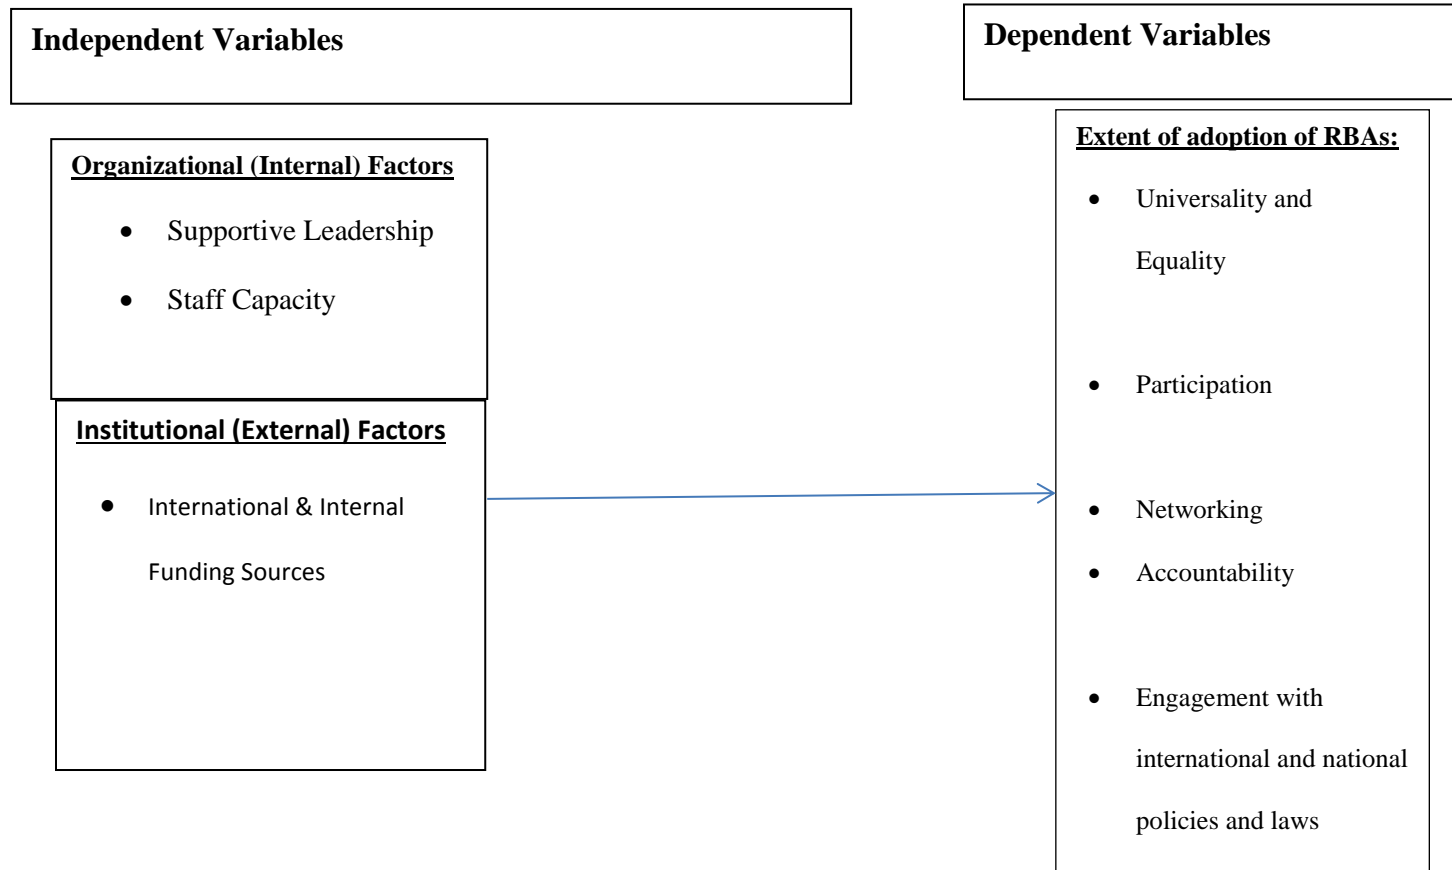 Independent Variables
Dependent Variables
Organizational (Internal) Factors
• Supportive Leadership
• Staff Capacity
Institutional (External) Factors
• International & Internal
Funding Sources
Extent of adoption of RBAs:
• Universality and
Equality
• Participation
• Networking
• Accountability
• Engagement with
international and national
policies and laws